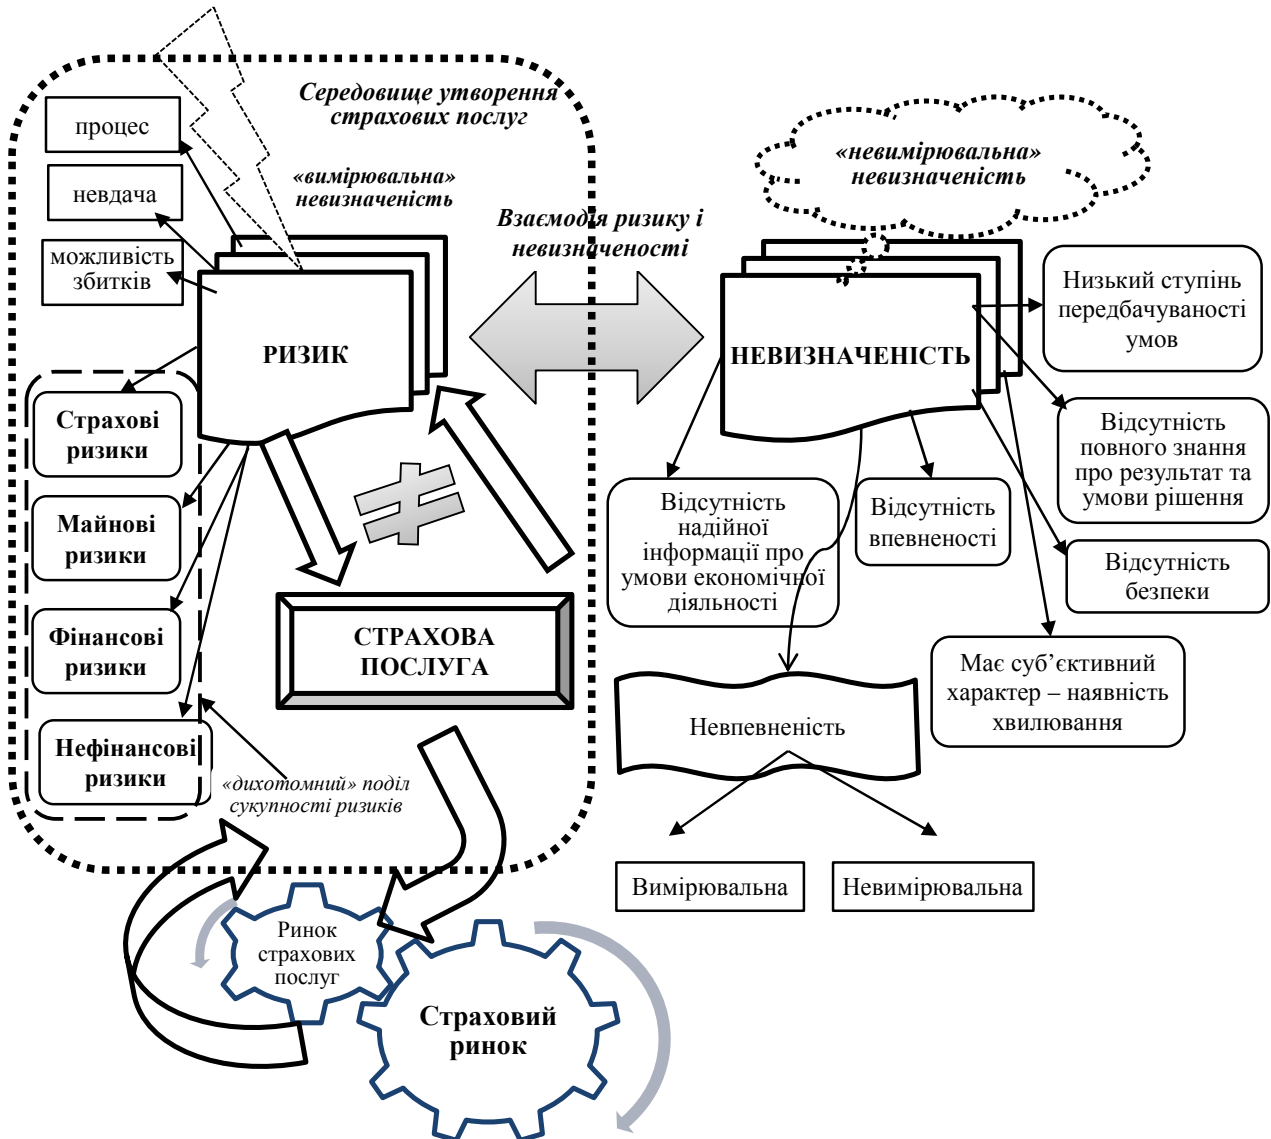 Середовище утворення
страхових послуг
процес
невдача
можливість
збитків
«вимірювальна»
невизначеність
Взаємодія ризику і
невизначеності
«невимірювальна»
невизначеність
РИЗИК
НЕВИЗНАЧЕНІСТЬ
Низький ступінь
передбачуваності
умов
Відсутність
повного знання
про результат та
умови рішення
Відсутність
безпеки
Має суб’єктивний
характер – наявність
хвилювання
Відсутність
впевненості
Відсутність
надійної
інформації про
умови економічної
діяльності
Страхові
ризики
Майнові
ризики
Фінансові
ризики
Нефінансові
ризики
СТРАХОВА
ПОСЛУГА
«дихотомний» поділ
сукупності ризиків
Невпевненість
Вимірювальна
Невимірювальна
Ринок
страхових
послуг
Страховий
ринок